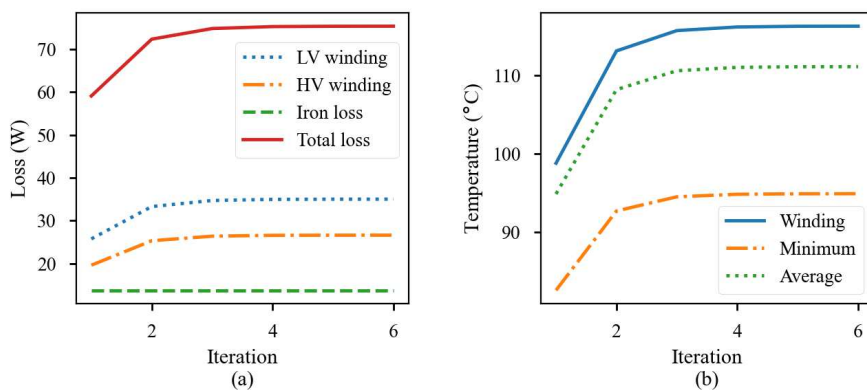 70
60
50
40
30
20
Loss (W)
LV winding
HV winding
Iron loss
Total loss
2
4
6
Iteration
(a)
110
100
90
Temperature (°C)
Winding
Minimum
Average
2
4
6
Iteration
(b)